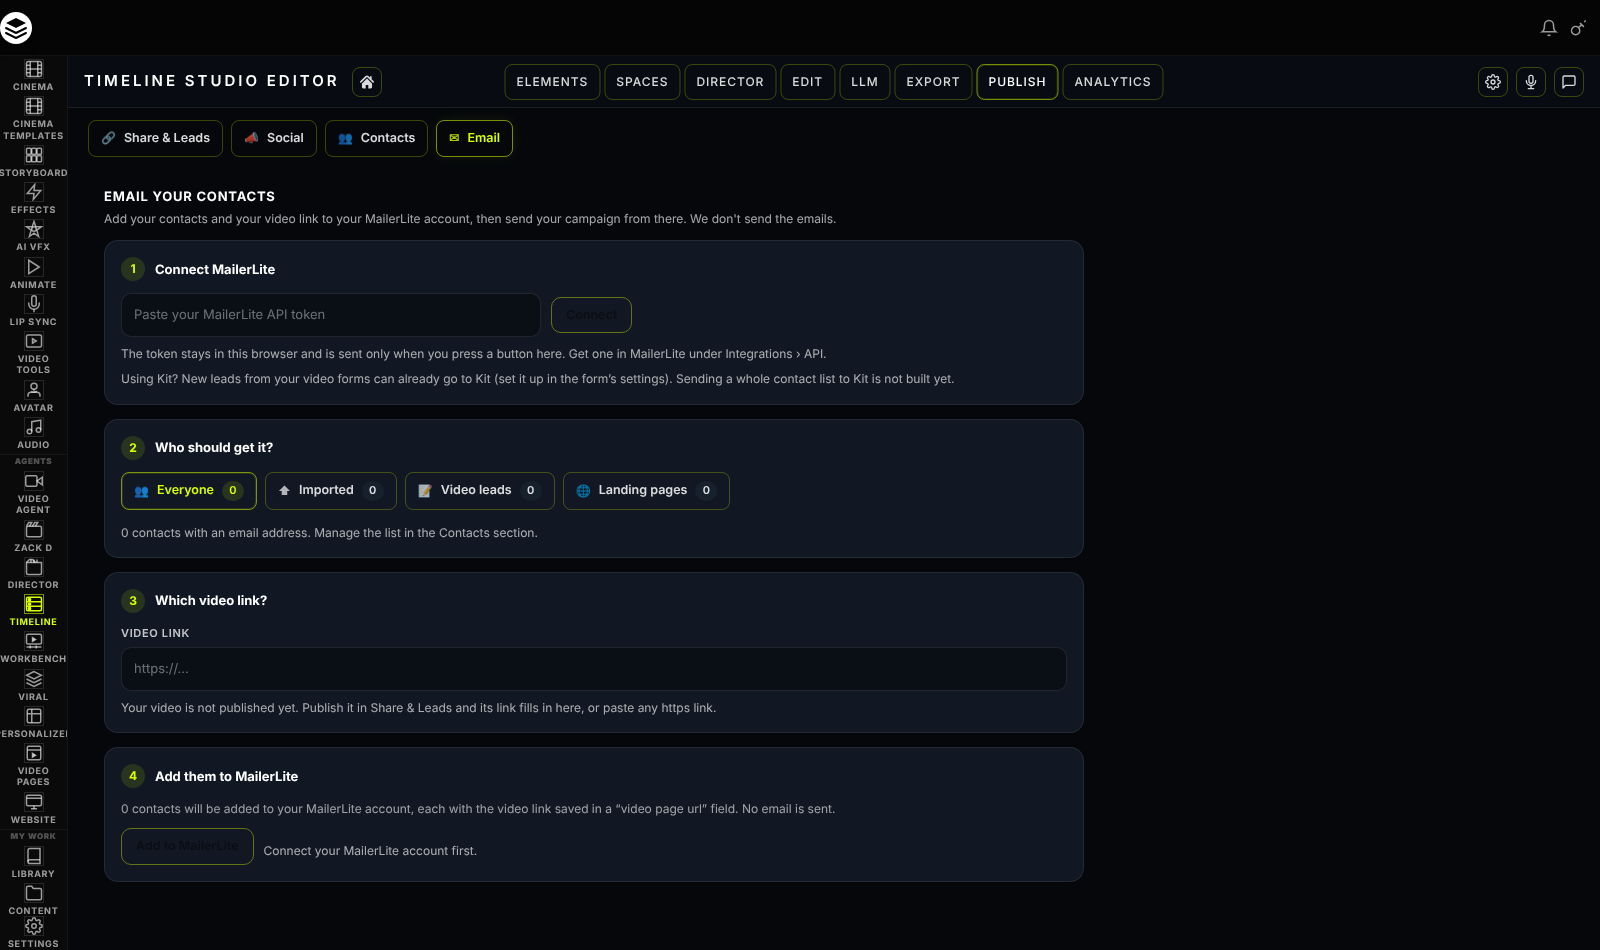 TIMELINE STUDIO EDITOR
ELEMENTS
SPACES
DIRECTOR
EDIT
LLM
EXPORT
PUBLISH
ANALYTICS
CINEMA
CINEMA
TEMPLATES
STORYBOARD
EFFECTS
AI VFX
ANIMATE
LIP SYNC
VIDEO
TOOLS
AVATAR
AUDIO
AGENTS
VIDEO
AGENT
ZACK D
DIRECTOR
TIMELINE
WORKBENCH
VIRAL
PERSONALIZE
VIDEO
PAGES
WEBSITE
MY WORK
LIBRARY
CONTENT
SETTINGS
Share & Leads
Social
Contacts
Email
EMAIL YOUR CONTACTS
Add your contacts and your video link to your MailerLite account, then send your campaign from there. We don't send the emails.
1 Connect MailerLite
Paste your MailerLite API token
Connect
The token stays in this browser and is sent only when you press a button here. Get one in MailerLite under Integrations › API.
Using Kit? New leads from your video forms can already go to Kit (set it up in the form's settings). Sending a whole contact list to Kit is not built yet.
2 Who should get it?
Everyone 0
Imported 0
Video leads 0
Landing pages 0
0 contacts with an email address. Manage the list in the Contacts section.
3 Which video link?
VIDEO LINK
https://...
Your video is not published yet. Publish it in Share & Leads and its link fills in here, or paste any https link.
4 Add them to MailerLite
0 contacts will be added to your MailerLite account, each with the video link saved in a “video page url” field. No email is sent.
Add to MailerLite
Connect your MailerLite account first.